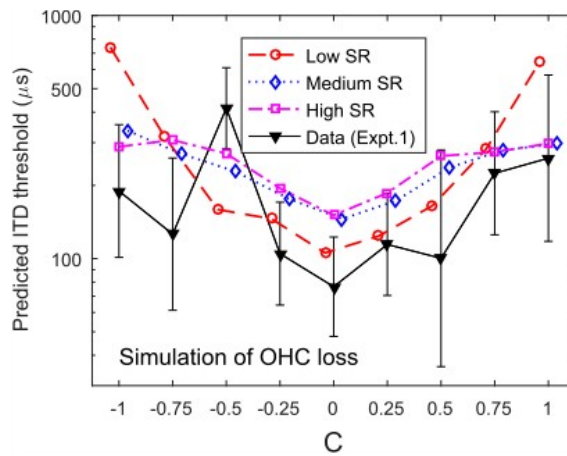 1000
500
100
Predicted ITD threshold (μs)
Low SR
Medium SR
High SR
Data (Expt.1)
Simulation of OHC loss
-1 -0.75 -0.5 -0.25 0 0.25 0.5 0.75 1
C